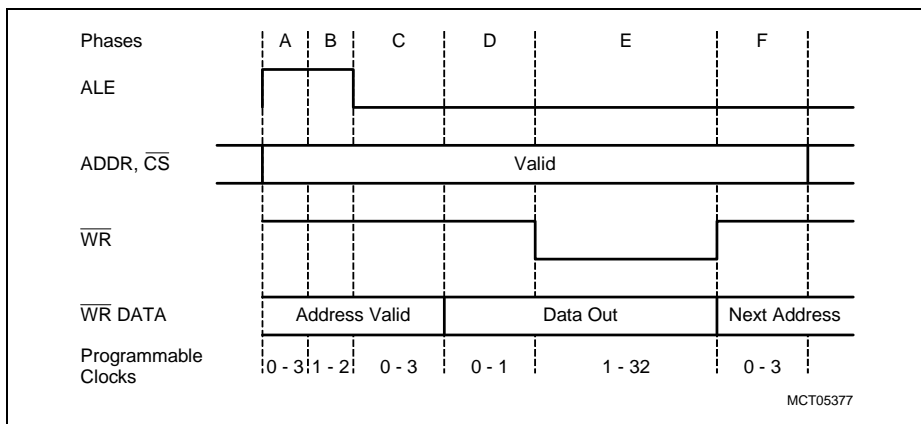 Phases A B C D E F
ALE
ADDR, CS Valid
WR
WR DATA Address Valid Data Out Next Address
Programmable
Clocks
0 - 3 1 - 2 0 - 3 0 - 1 1 - 32 0 - 3
MCT05377